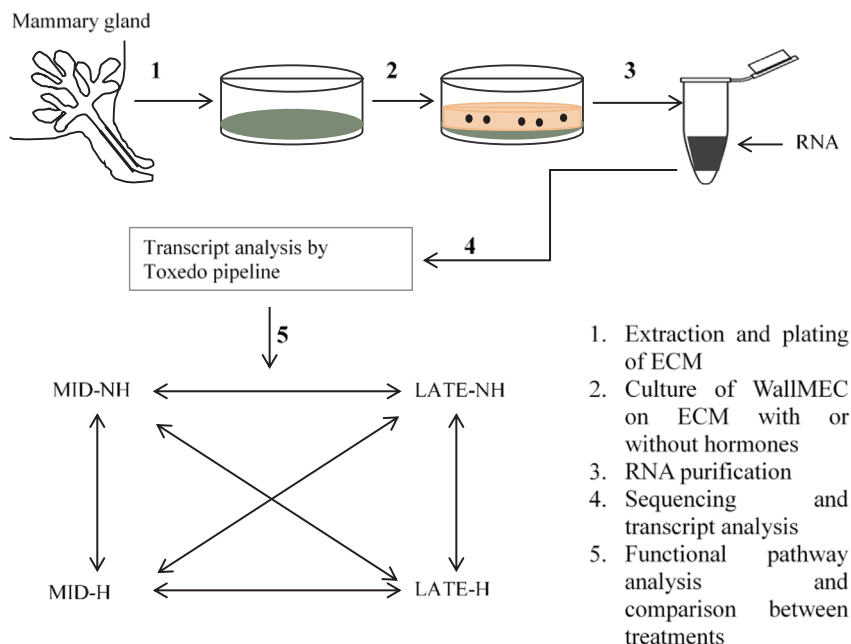 Mammary gland
1
2
3
RNA
Transcript analysis by
Toxedo pipeline
4
5
MID-NH
LATE-NH
MID-H
LATE-H
1. Extraction and plating
of ECM
2. Culture of WallMEC
on ECM with or
without hormones
3. RNA purification
4. Sequencing and
transcript analysis
5. Functional pathway
analysis and
comparison between
treatments